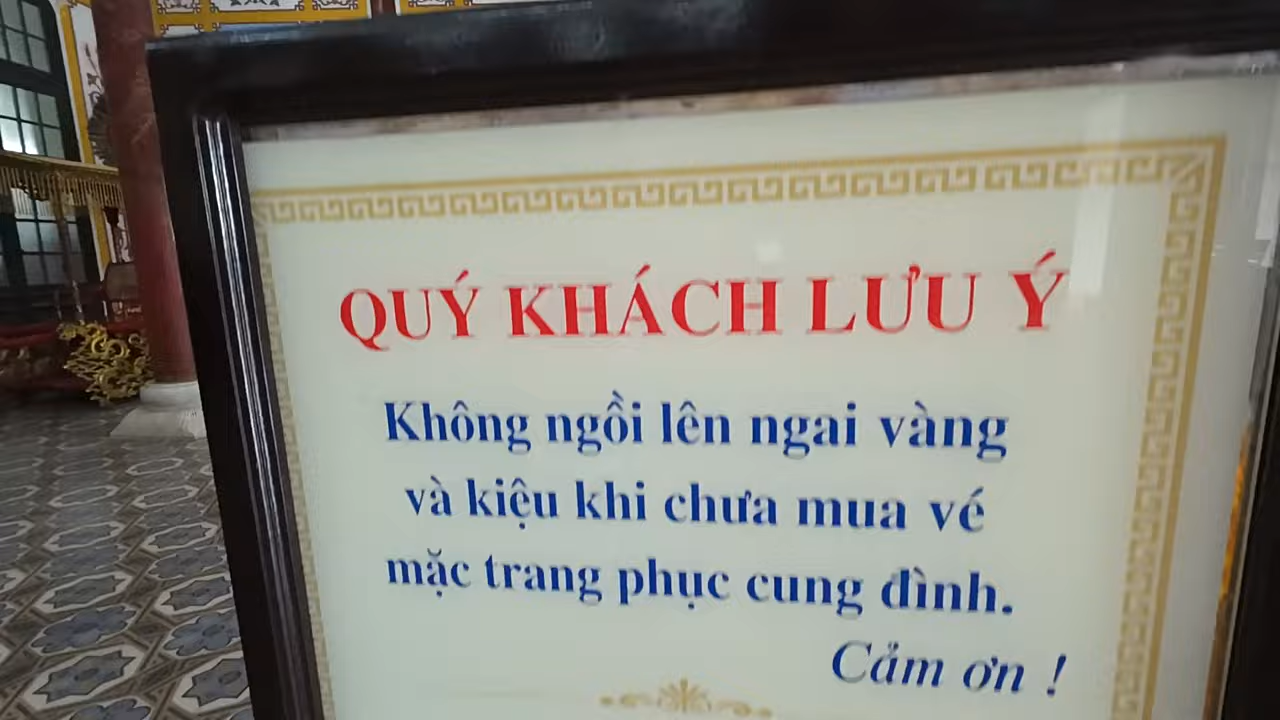 QUÝ KHÁCH LƯU Ý
Không ngồi lên ngai vàng
và kiệu khi chưa mua vé
mặc trang phục cung đình.
Cảm ơn !